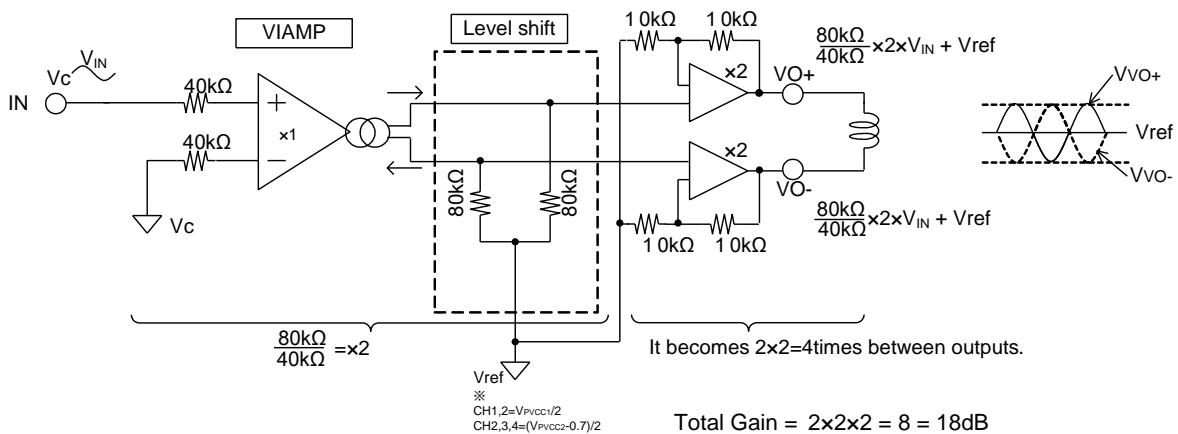 VIAMP
Level shift
10kΩ
10kΩ
80kΩ/40kΩ ×2×VIN + Vref
VIN
Vc
IN
40kΩ
40kΩ
+
×1
−
Vc
80kΩ
80kΩ
×2
VO+
×2
VO-
10kΩ
10kΩ
80kΩ/40kΩ ×2×VIN + Vref
VVO+
Vref
VVO-
80kΩ/40kΩ =×2
It becomes 2×2=4times between outputs.
Vref
※
CH1,2=VPVCC1/2
CH2,3,4=(VPVCC2-0.7)/2
Total Gain = 2×2×2 = 8 = 18dB